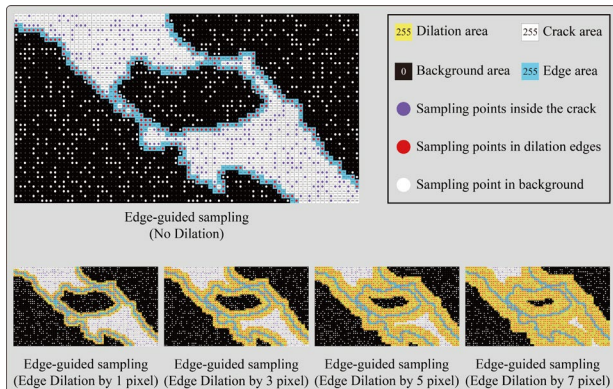 255 Dilation area
255 Crack area
0 Background area
255 Edge area
Sampling points inside the crack
Sampling points in dilation edges
Sampling point in background
Edge-guided sampling
(No Dilation)
Edge-guided sampling
(Edge Dilation by 1 pixel)
Edge-guided sampling
(Edge Dilation by 3 pixel)
Edge-guided sampling
(Edge Dilation by 5 pixel)
Edge-guided sampling
(Edge Dilation by 7 pixel)